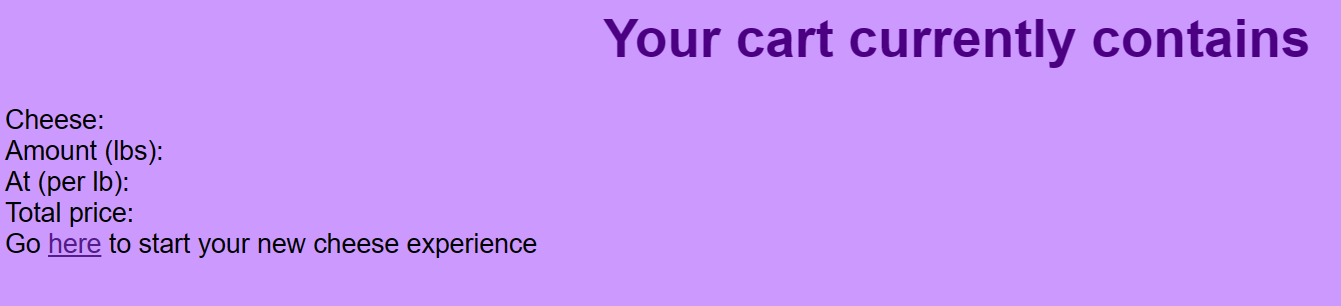 Your cart currently contains
Cheese:
Amount (lbs):
At (per lb):
Total price:
Go here to start your new cheese experience